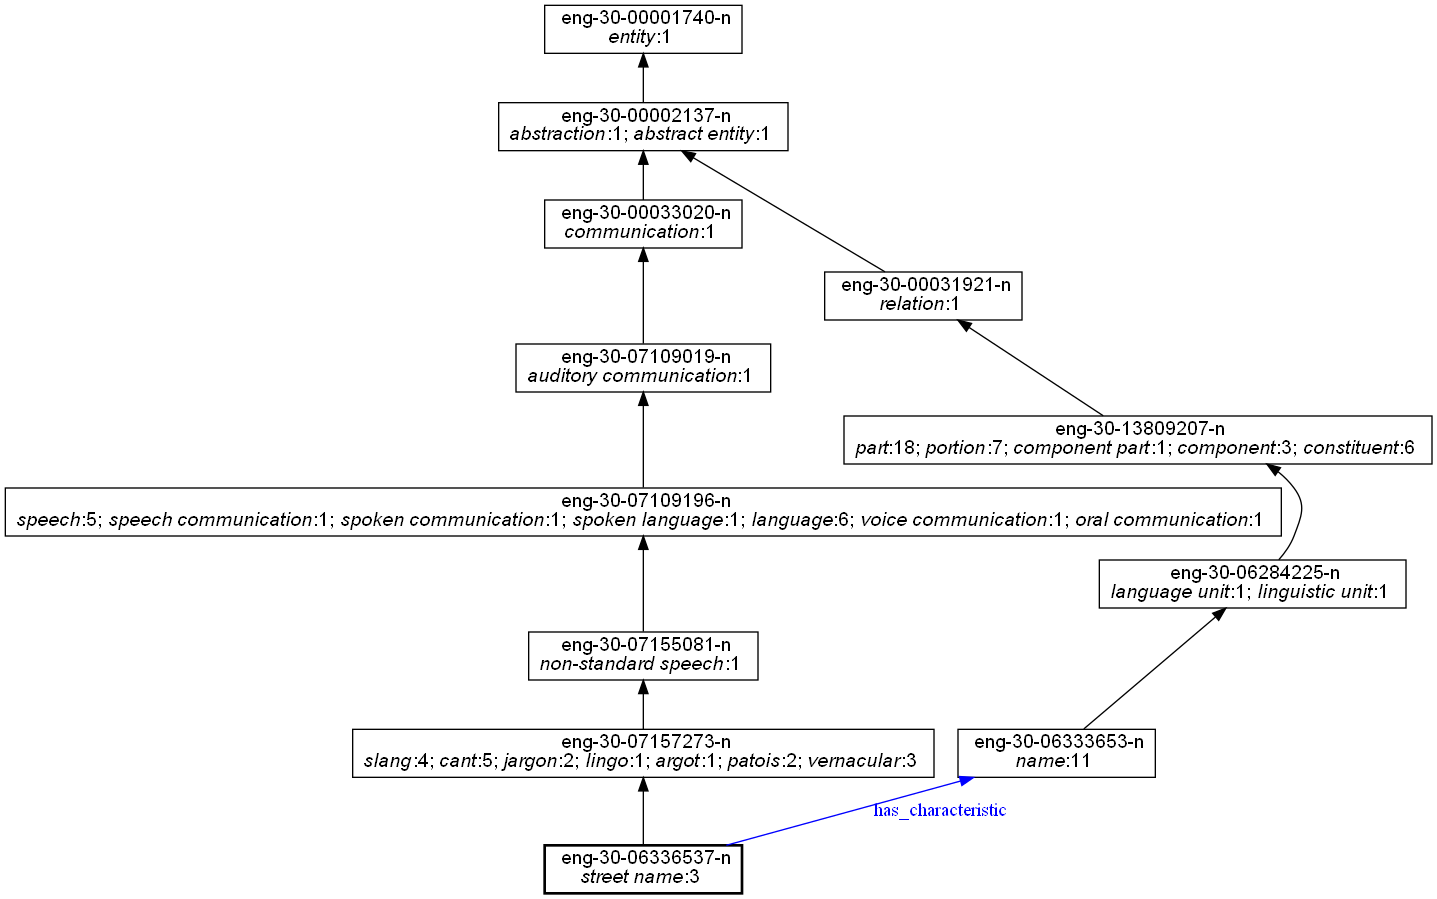 eng-30-00001740-n
entity:1
eng-30-00002137-n
abstraction:1; abstract entity:1
eng-30-00033020-n
communication:1
eng-30-00031921-n
relation:1
eng-30-07109019-n
auditory communication:1
eng-30-13809207-n
part:18; portion:7; component part:1; component:3; constituent:6
eng-30-07109196-n
speech:5; speech communication:1; spoken communication:1; spoken language:1; language:6; voice communication:1; oral communication:1
eng-30-06284225-n
language unit:1; linguistic unit:1
eng-30-07155081-n
non-standard speech:1
eng-30-07157273-n
slang:4; cant:5; jargon:2; lingo:1; argot:1; patois:2; vernacular:3
eng-30-06333653-n
name:11
has_characteristic
eng-30-06336537-n
street name:3